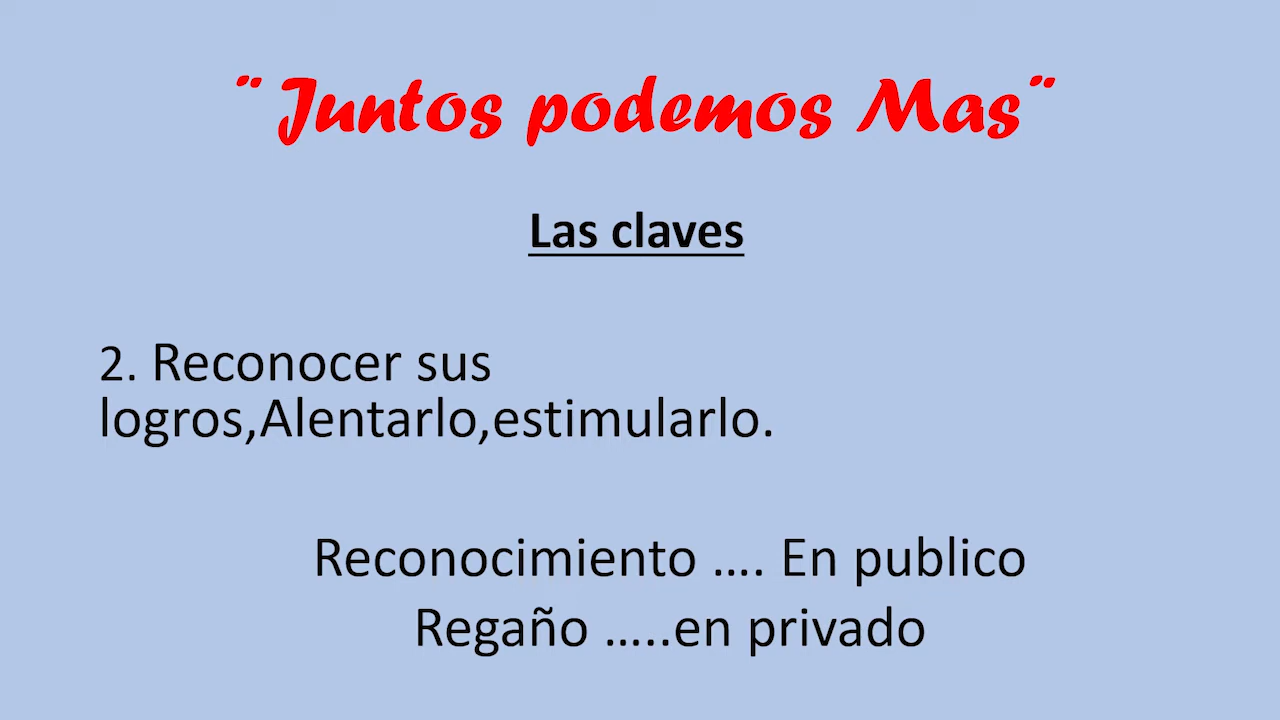 ¨ Juntos podemos Mas¨
Las claves
2. Reconocer sus
logros,Alentarlo,estimularlo.
Reconocimiento .... En publico
Regaño .....en privado